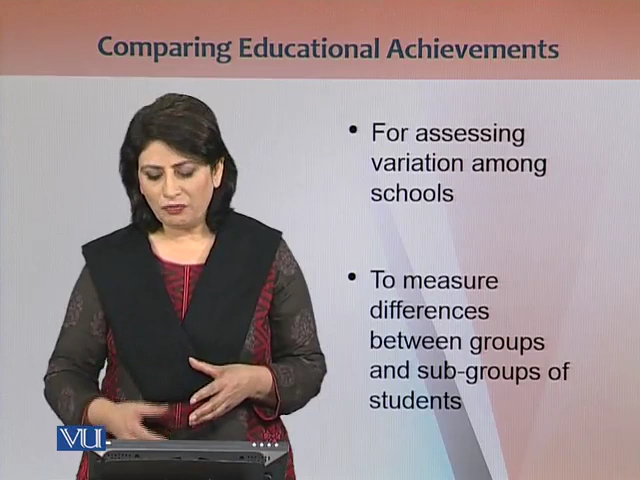 Comparing Educational Achievements
• For assessing
variation among
schools
• To measure
differences
between groups
and sub-groups of
students
VU